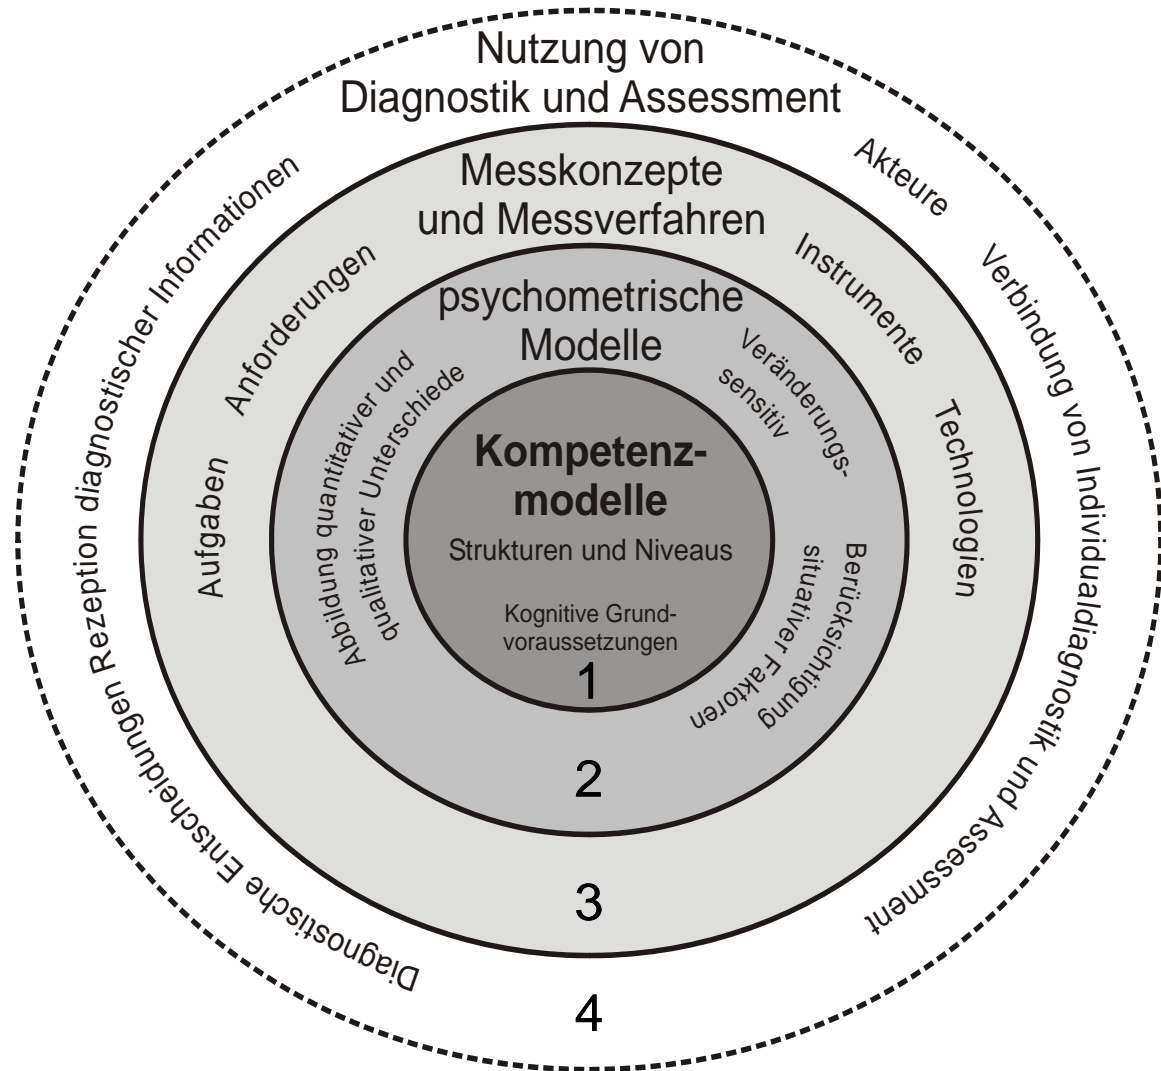 Nutzung von
Diagnostik und Assessment
Diagnostische Entscheidungen Rezeption diagnostischer Informationen
Akteure
Verbindung von Individualdiagnostik und Assessment
Messkonzepte
und Messverfahren
Aufgaben
Anforderungen
Instrumente
Technologien
psychometrische
Modelle
Abbildung quantitativer und
qualitativer Unterschiede
Veränderungs-
sensitiv
Berücksichtigung
situativer Faktoren
Kompetenz-
modelle
Strukturen und Niveaus
Kognitive Grund-
voraussetzungen
1
2
3
4